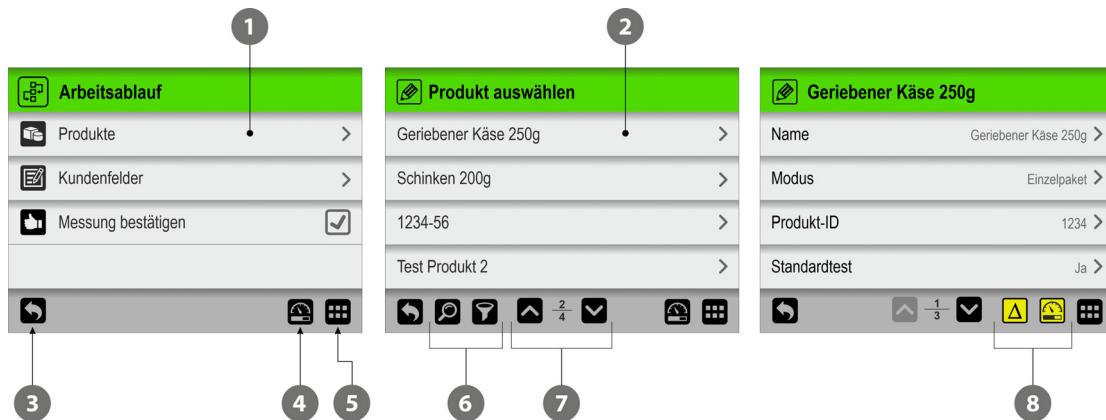 1
2
Arbeitsablauf
Produkte
Kundenfelder
Messung bestätigen
Produkt auswählen
Geriebener Käse 250g
Schinken 200g
1234-56
Test Produkt 2
2
4
Geriebener Käse 250g
Name Geriebener Käse 250g
Modus Einzelpaket
Produkt-ID 1234
Standardtest Ja
1
3
Δ
3
4
5
6
7
8